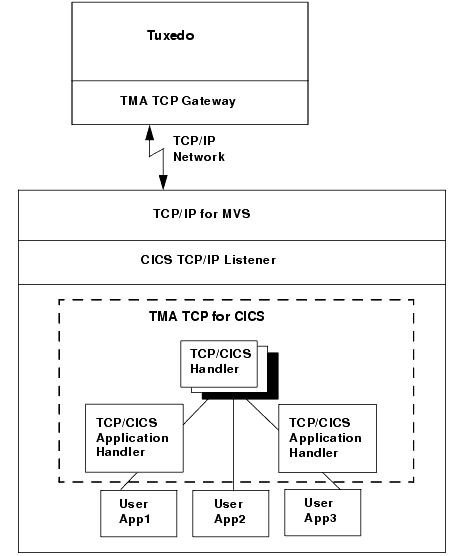 Tuxedo
TMA TCP Gateway
TCP/IP
Network
TCP/IP for MVS
CICS TCP/IP Listener
TMA TCP for CICS
TCP/CICS
Handler
TCP/CICS
Application
Handler
TCP/CICS
Application
Handler
User
App1
User
App2
User
App3